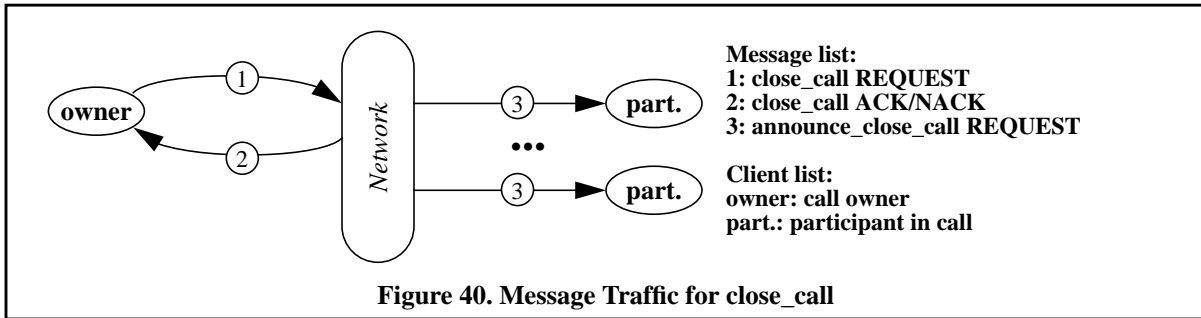 owner
1
2
Network
3
part.
•••
3
part.
Message list:
1: close_call REQUEST
2: close_call ACK/NACK
3: announce_close_call REQUEST
Client list:
owner: call owner
part.: participant in call
Figure 40. Message Traffic for close_call